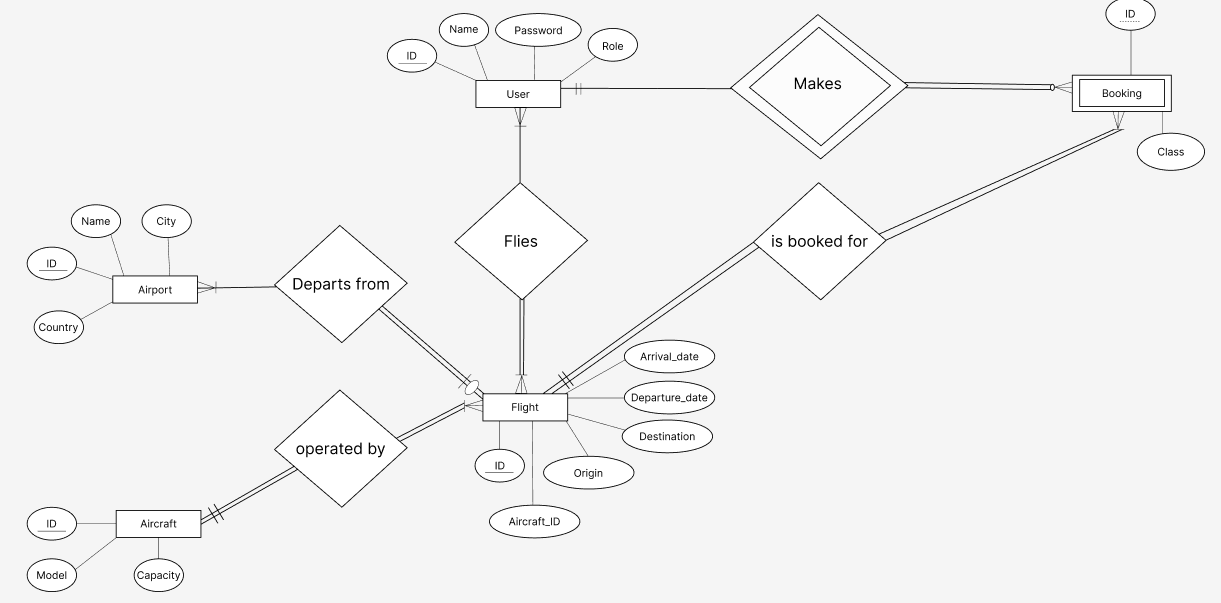 ID
Name
Password
Role
User
Makes
ID
Booking
Class
Flies
is booked for
Name
City
ID
Airport
Country
Departs from
Arrival_date
Departure_date
Destination
Flight
ID
Origin
Aircraft_ID
operated by
ID
Aircraft
Model
Capacity